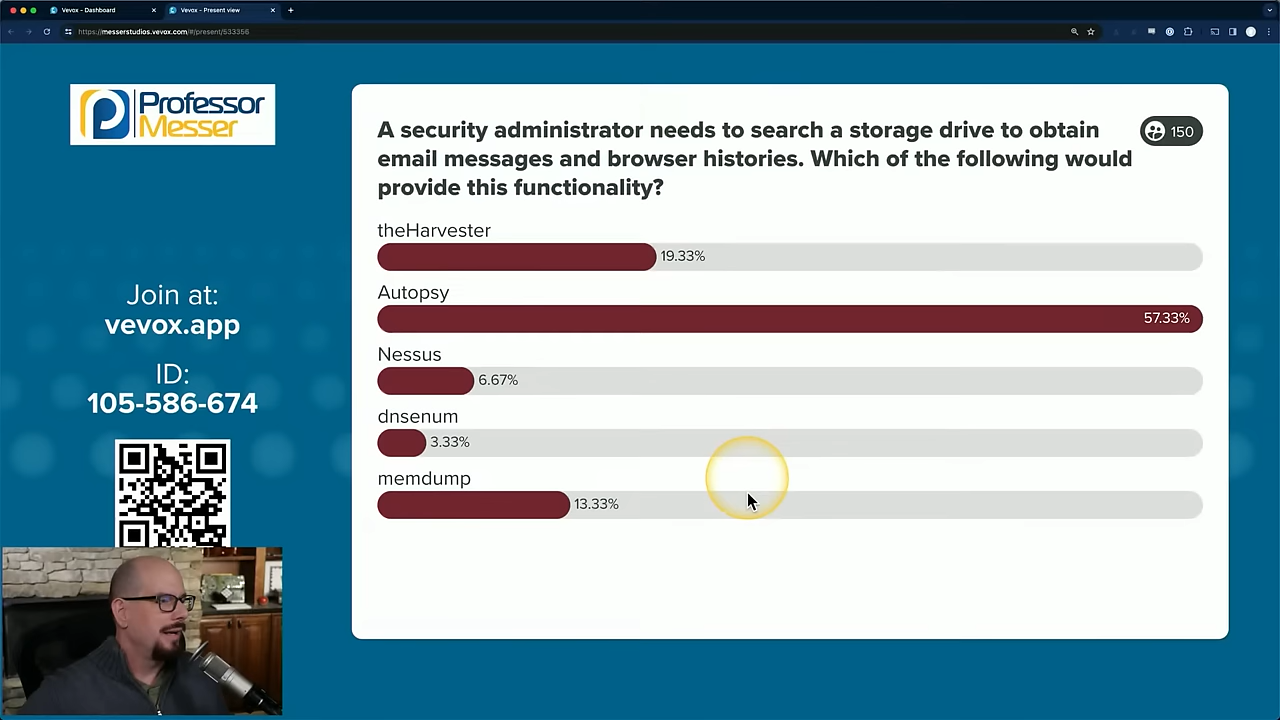 Vevox - Dashboard
Vevox - Present view
https://messerstudios.vevox.com/#/present/533356
Professor
Messer
Join at:
vevox.app
ID:
105-586-674
A security administrator needs to search a storage drive to obtain
email messages and browser histories. Which of the following would
provide this functionality?
150
theHarvester
19.33%
Autopsy
57.33%
Nessus
6.67%
dnsenum
3.33%
memdump
13.33%